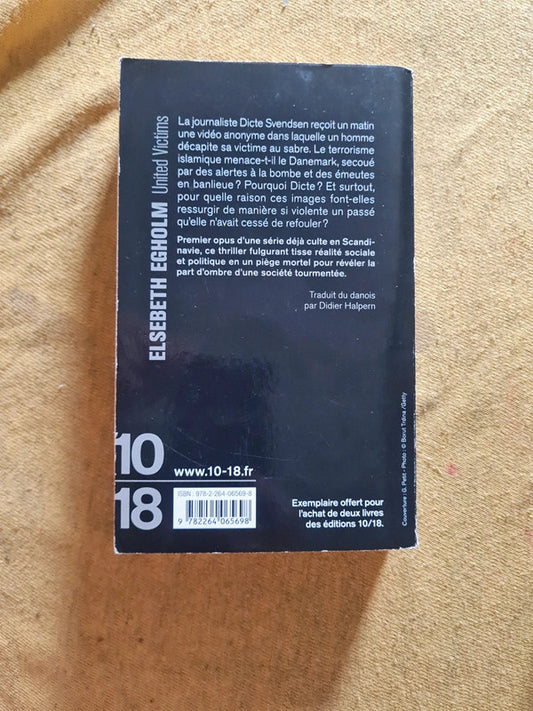 ELSEBETH EGHOLM United Victims
La journaliste Dicte Svendsen reçoit un matin
une vidéo anonyme dans laquelle un homme
décapite sa victime au sabre. Le terrorisme
islamique menace-t-il le Danemark, secoué
par des alertes à la bombe et des émeutes
en banlieue ? Pourquoi Dicte ? Et surtout,
pour quelle raison ces images font-elles
ressurgir de manière si violente un passé
qu'elle n'avait cessé de refouler ?
Premier opus d'une série déjà culte en Scandi-
navie, ce thriller fulgurant tisse réalité sociale
et politique en un piège mortel pour révéler la
part d'ombre d'une société tourmentée.
Traduit du danois
par Didier Halpern
10
18
www.10-18.fr
ISBN : 978-2-264-06569-8
9 782264 065698
Exemplaire offert pour
l'achat de deux livres
des éditions 10/18.
Couverture : G. Petit - Photo : © Borut Trdina /Getty